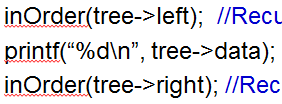 inOrder(tree->left);  //Recu
printf(“%d\n”, tree->data);
inOrder(tree->right); //Rec